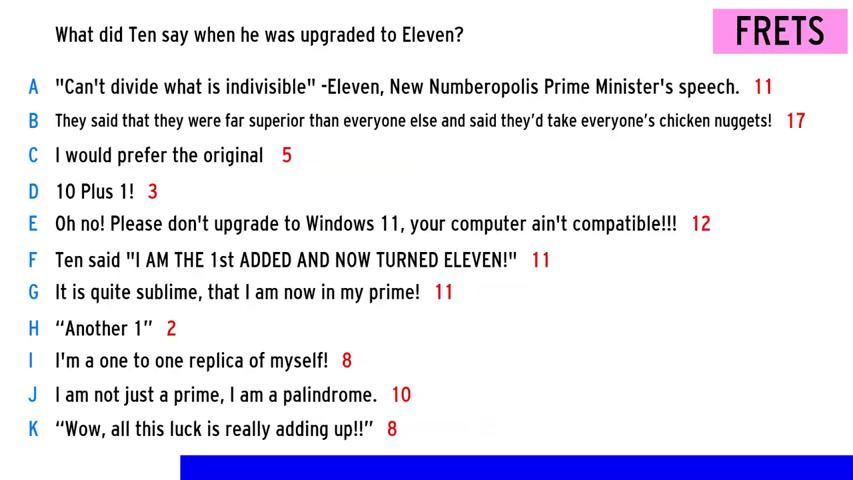 What did Ten say when he was upgraded to Eleven?
FRETS
A "Can't divide what is indivisible" -Eleven, New Numberopolis Prime Minister's speech. 11
B They said that they were far superior than everyone else and said they'd take everyone's chicken nuggets! 17
C I would prefer the original 5
D 10 Plus 1! 3
E Oh no! Please don't upgrade to Windows 11, your computer ain't compatible!!! 12
F Ten said "I AM THE 1st ADDED AND NOW TURNED ELEVEN!" 11
G It is quite sublime, that I am now in my prime! 11
H “Another 1” 2
I I'm a one to one replica of myself! 8
J I am not just a prime, I am a palindrome. 10
K “Wow, all this luck is really adding up!!” 8